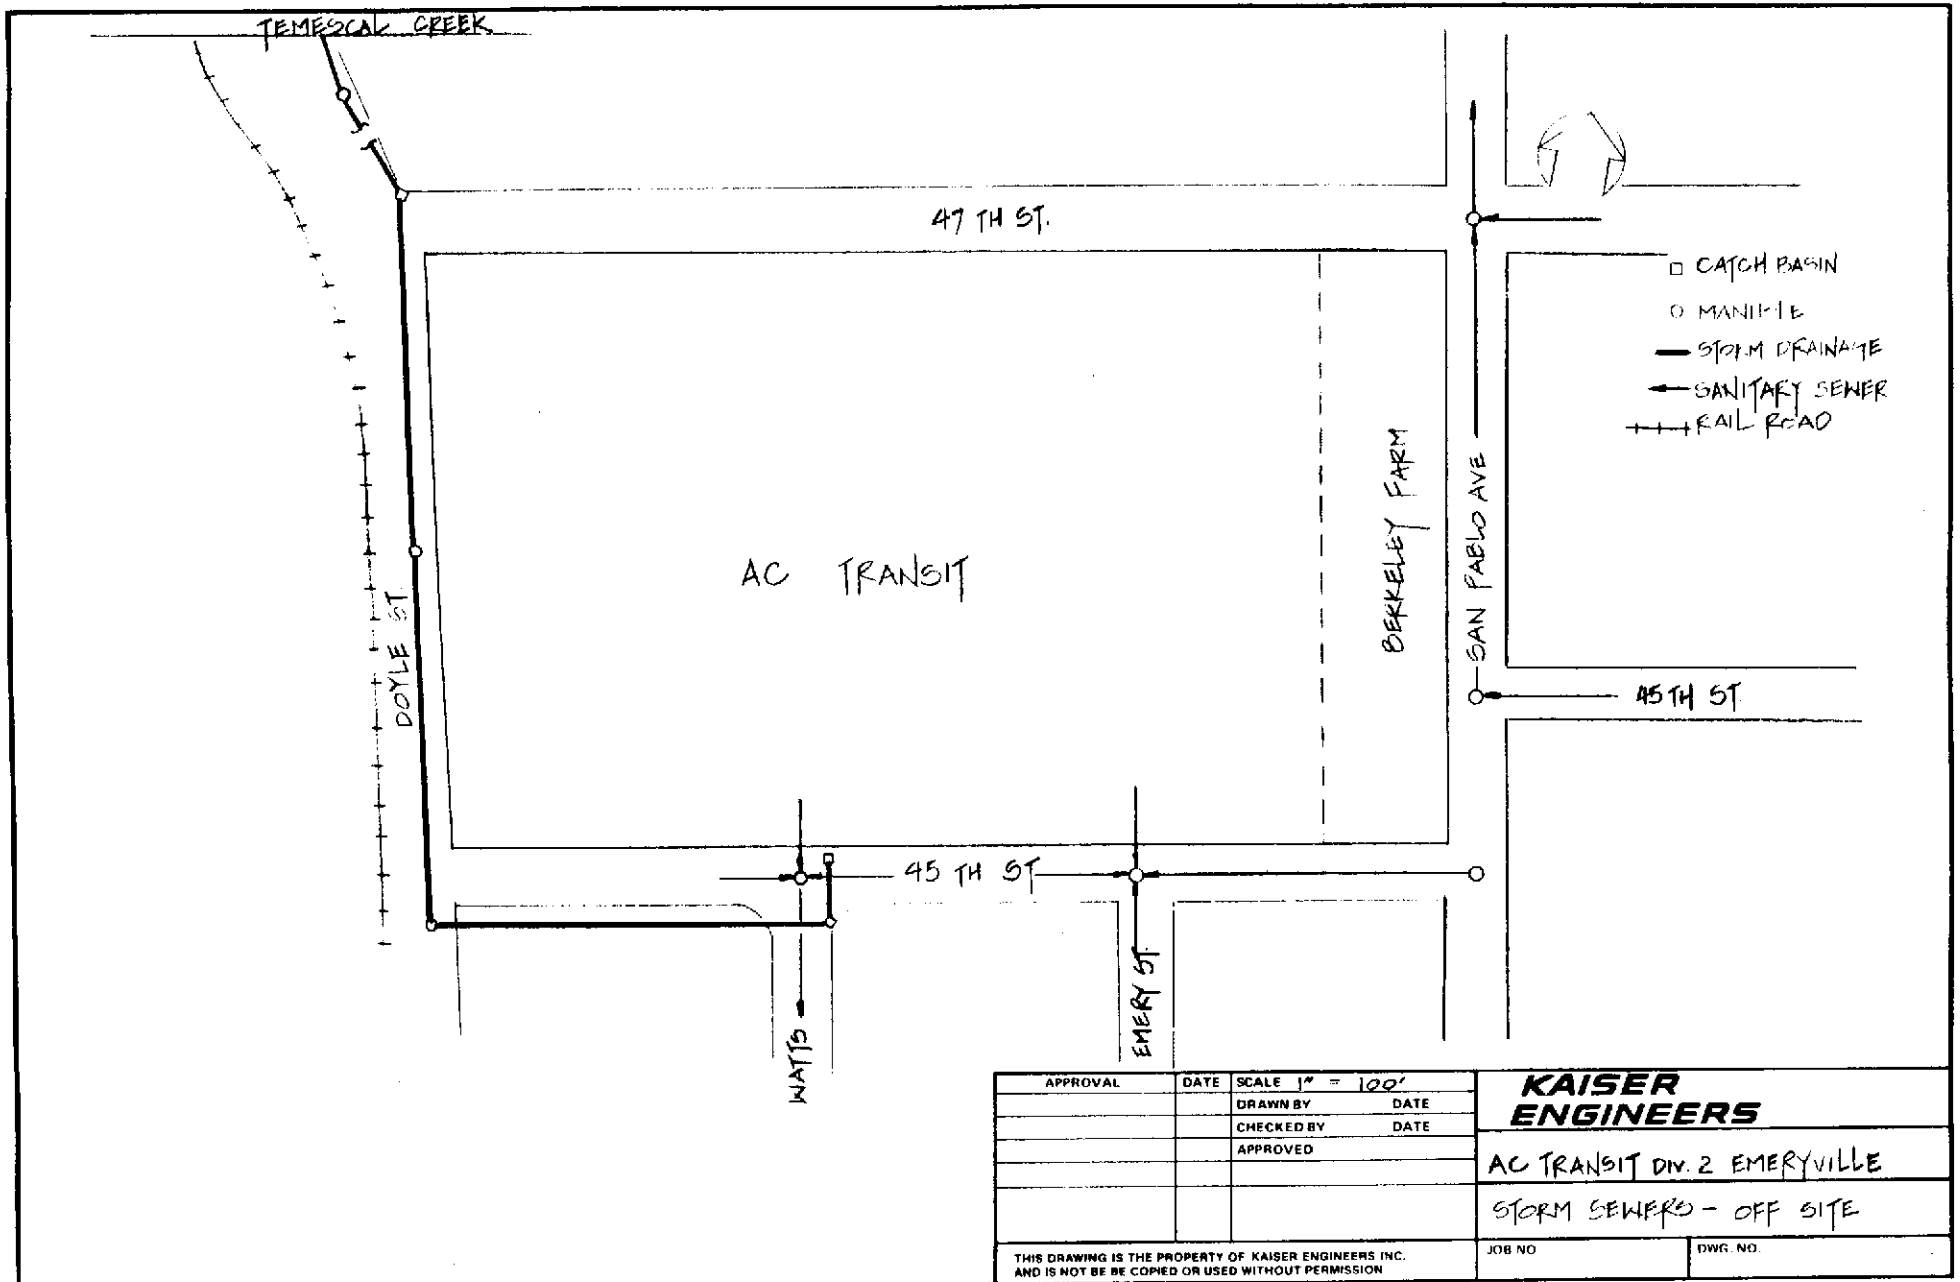 TEMESCAL CREEK
47 TH ST.
CATCH BASIN
STORM DRAINAGE
SANITARY SEWER
RAIL ROAD
BERKELEY FARM
SAN PABLO AVE
AC TRANSIT
DOYLE ST.
45 TH ST
45 TH ST
EMERY ST.
WATTS
APPROVAL DATE SCALE 1" = 100'
DRAWN BY DATE
CHECKED BY DATE
APPROVED
KAISER
ENGINEERS
AC TRANSIT DIV. 2 EMERYVILLE
STORM SEWERS - OFF SITE
JOB NO DWG. NO.
THIS DRAWING IS THE PROPERTY OF KAISER ENGINEERS INC.
AND IS NOT BE BE COPIED OR USED WITHOUT PERMISSION